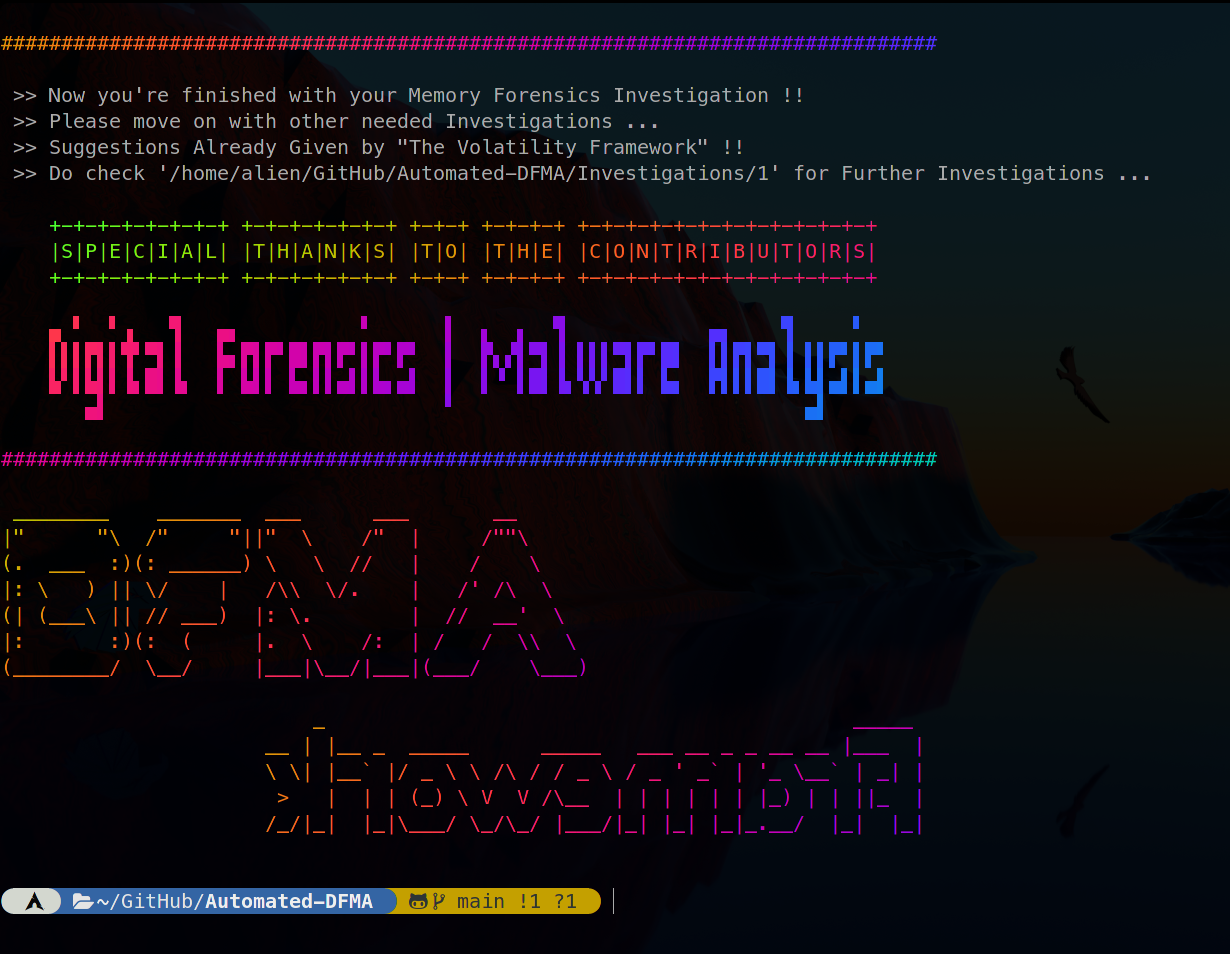 ##############################################################################
>> Now you're finished with your Memory Forensics Investigation !!
>> Please move on with other needed Investigations ...
>> Suggestions Already Given by "The Volatility Framework" !!
>> Do check '/home/alien/GitHub/Automated-DFMA/Investigations/1' for Further Investigations ...
+-+-+-+-+-+-+-+ +-+-+-+-+-+-+ +-+-+ +-+-+-+ +-+-+-+-+-+-+-+-+-+-+-+-+
|S|P|E|C|I|A|L| |T|H|A|N|K|S| |T|O| |T|H|E| |C|O|N|T|R|I|B|U|T|O|R|S|
+-+-+-+-+-+-+-+ +-+-+-+-+-+-+ +-+-+ +-+-+-+ +-+-+-+-+-+-+-+-+-+-+-+-+
Digital Forensics | Malware Analysis
##############################################################################
DFMA
~/GitHub/Automated-DFMA main !1 ?1